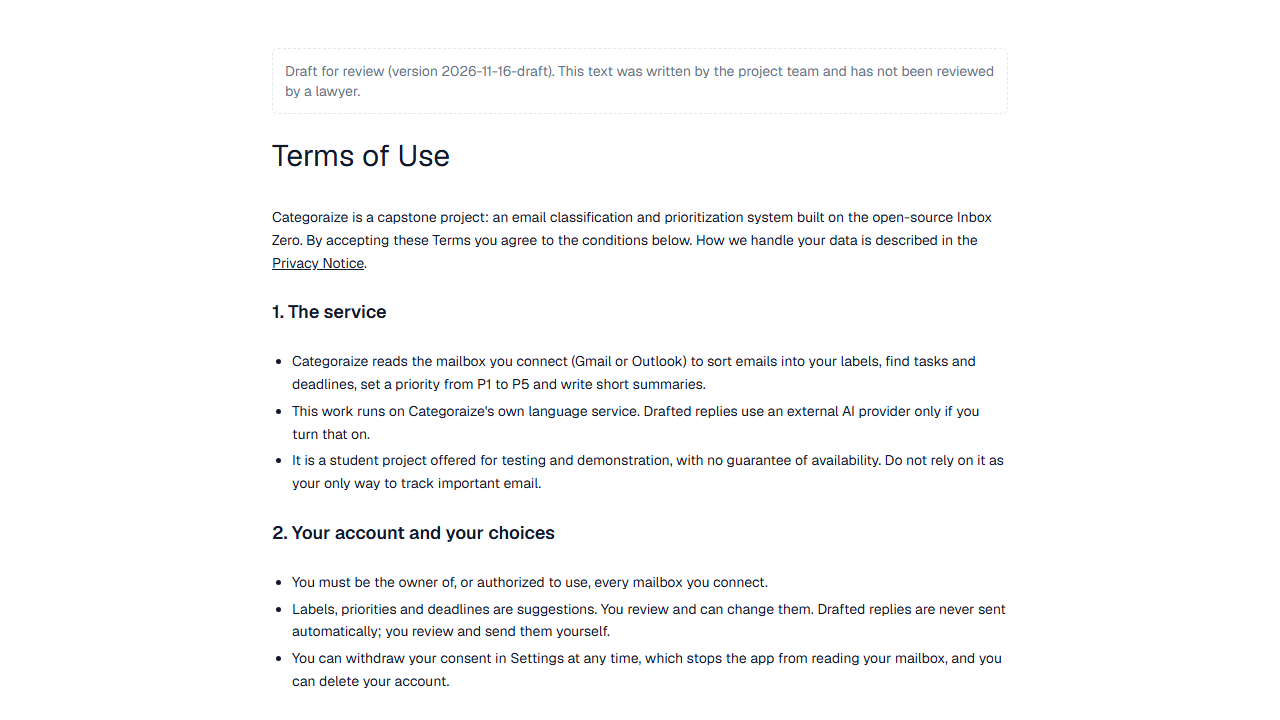 Draft for review (version 2026-11-16-draft). This text was written by the project team and has not been reviewed
by a lawyer.
Terms of Use
Categoraize is a capstone project: an email classification and prioritization system built on the open-source Inbox
Zero. By accepting these Terms you agree to the conditions below. How we handle your data is described in the
Privacy Notice.
1. The service
• Categoraize reads the mailbox you connect (Gmail or Outlook) to sort emails into your labels, find tasks and
deadlines, set a priority from P1 to P5 and write short summaries.
• This work runs on Categoraize's own language service. Drafted replies use an external AI provider only if you
turn that on.
• It is a student project offered for testing and demonstration, with no guarantee of availability. Do not rely on it as
your only way to track important email.
2. Your account and your choices
• You must be the owner of, or authorized to use, every mailbox you connect.
• Labels, priorities and deadlines are suggestions. You review and can change them. Drafted replies are never sent
automatically; you review and send them yourself.
• You can withdraw your consent in Settings at any time, which stops the app from reading your mailbox, and you
can delete your account.